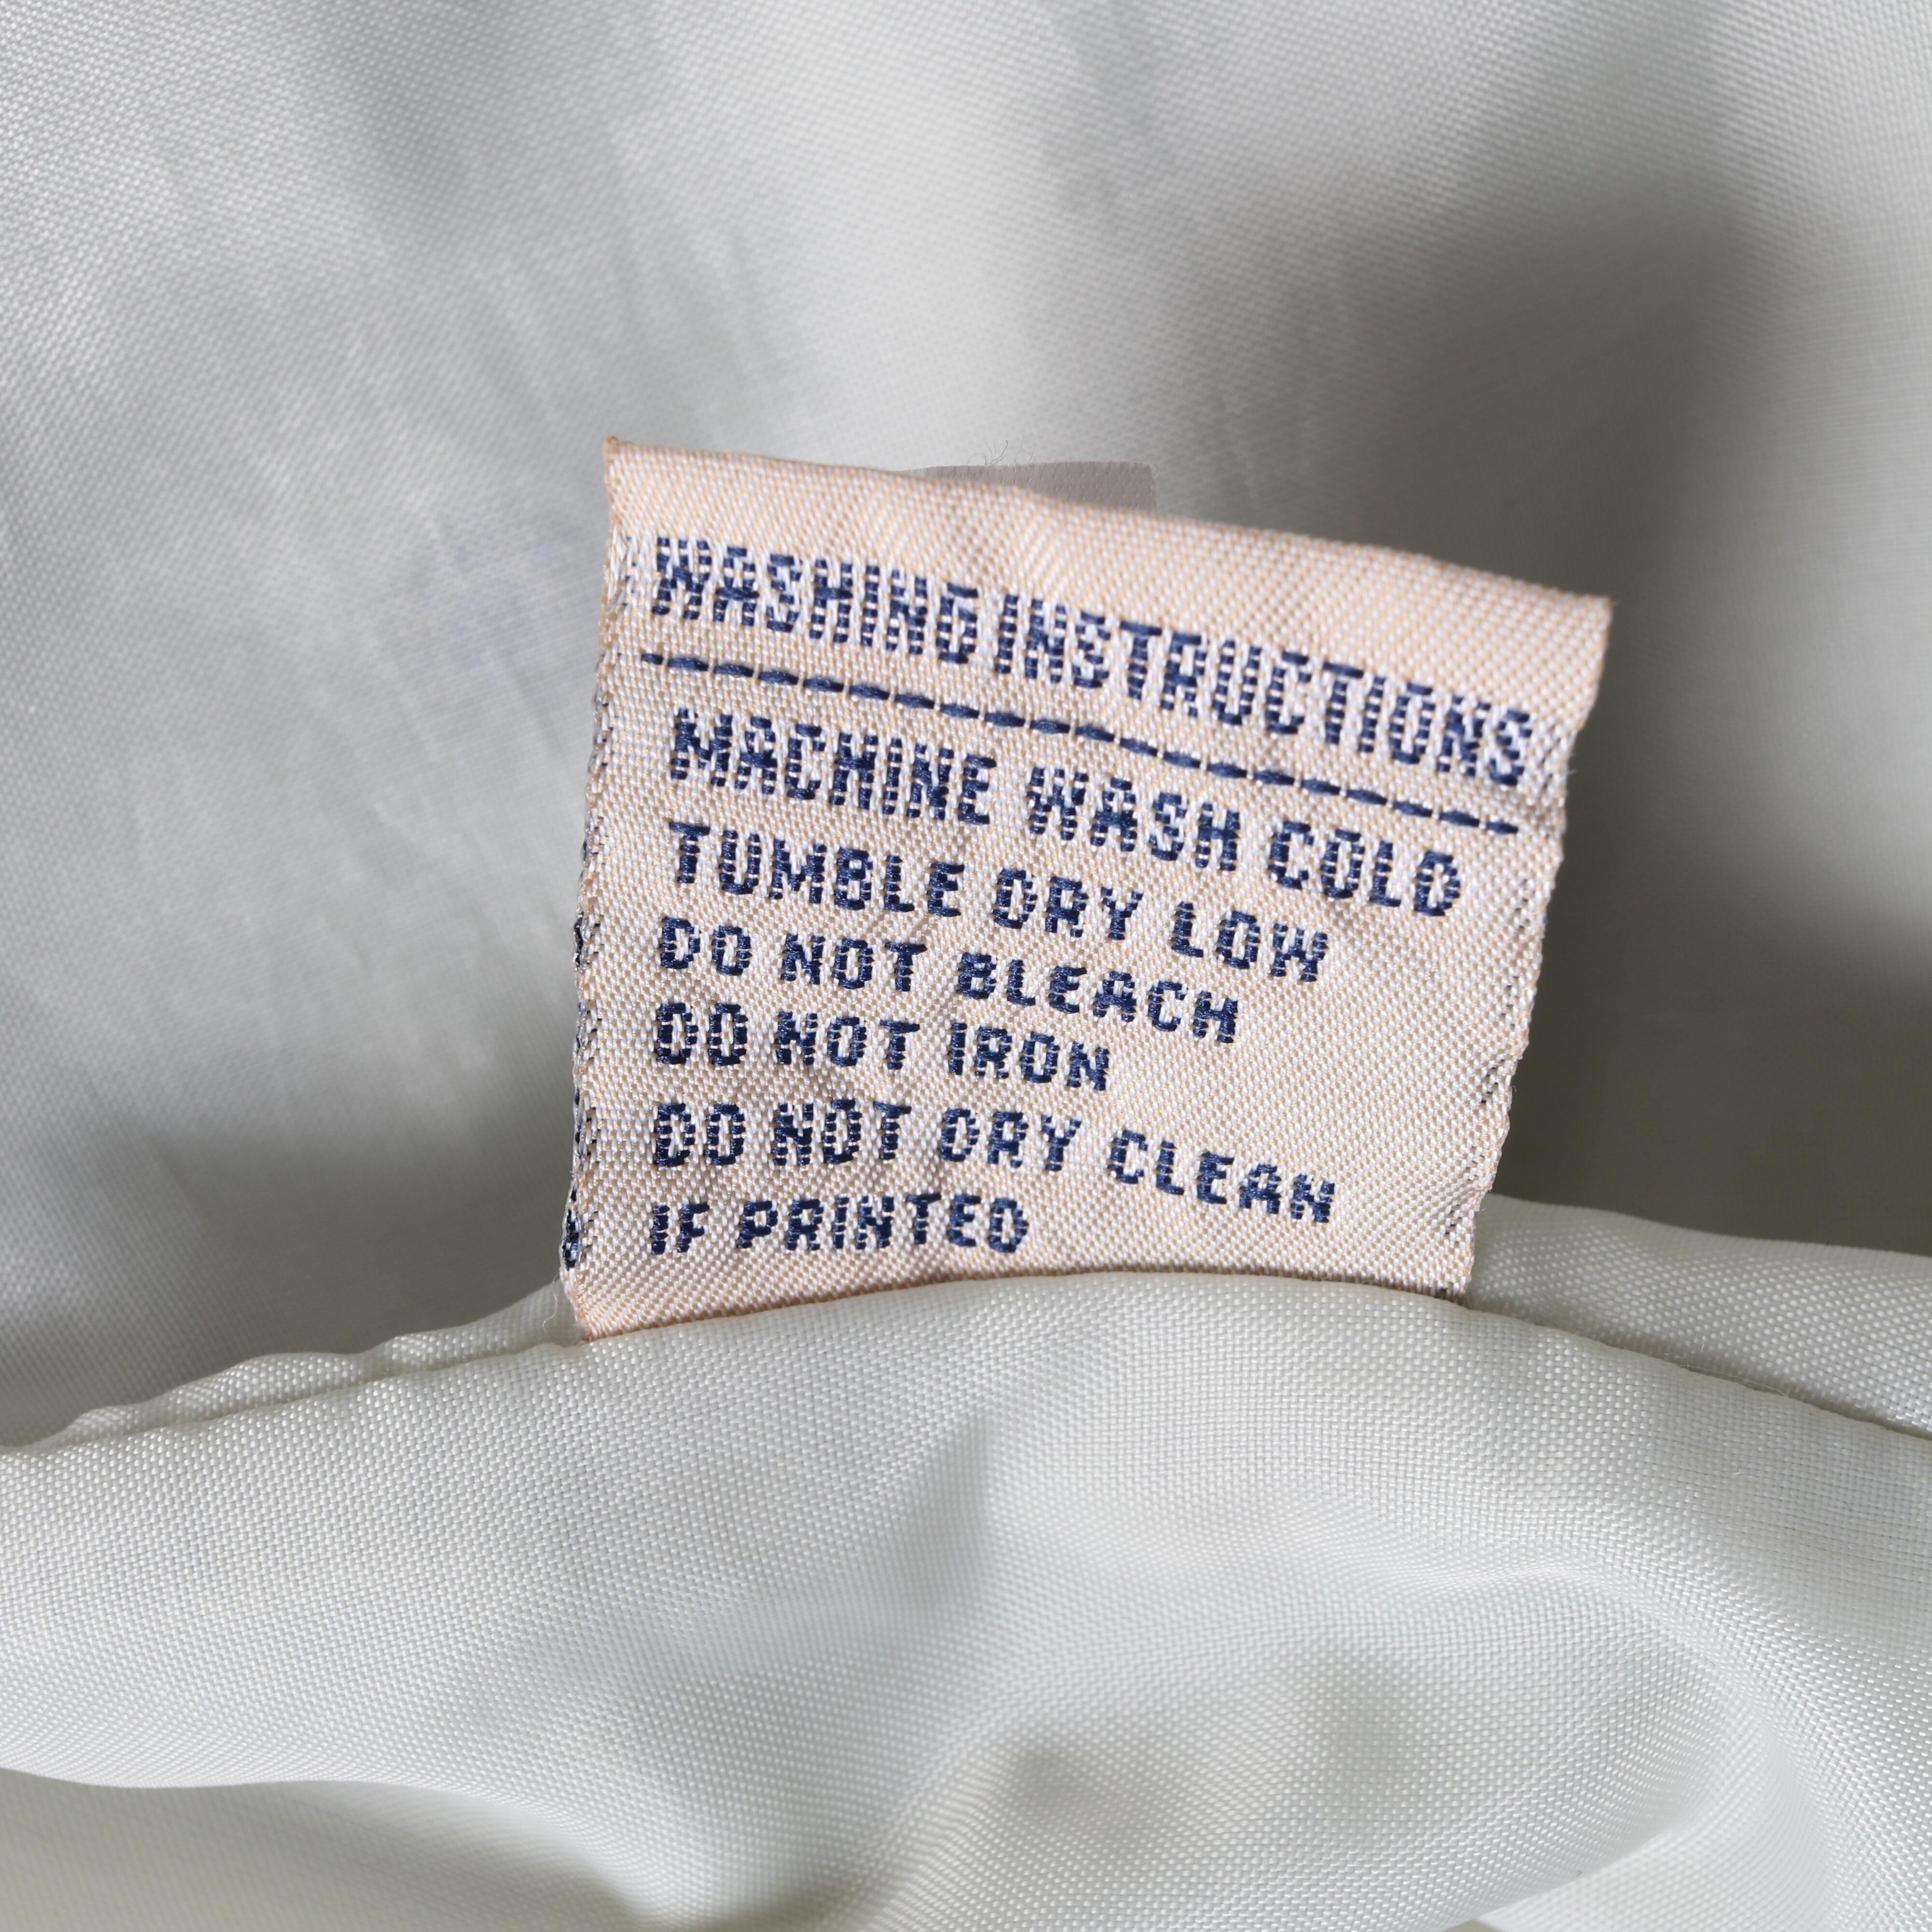 WASHING INSTRUCTIONS
MACHINE WASH COLD
TUMBLE DRY LOW
DO NOT BLEACH
DO NOT IRON
DO NOT DRY CLEAN
IF PRINTED